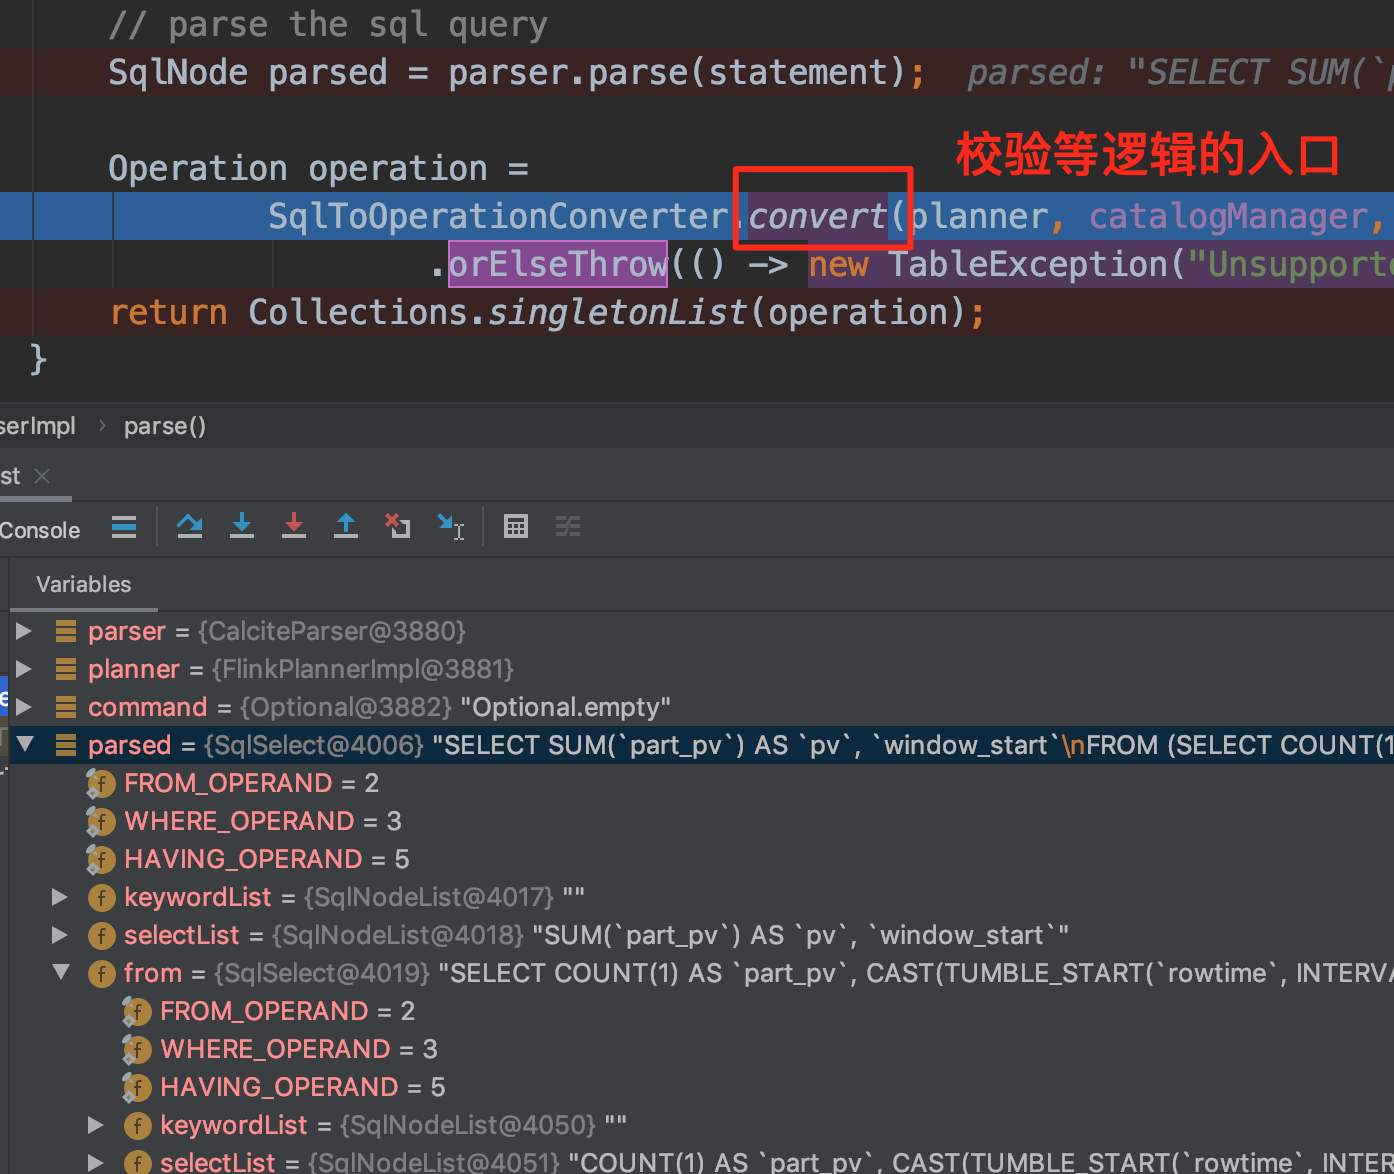 // parse the sql query
SqlNode parsed = parser.parse(statement); parsed: "SELECT SUM(`
校验等逻辑的入口
Operation operation =
SqlToOperationConverter.convert(planner, catalogManager,
.orElseThrow(() -> new TableException("Unsupporte
return Collections.singletonList(operation);
}
serImpl › parse()
st
Console
Variables
parser = {CalciteParser@3880}
planner = {FlinkPlannerImpl@3881}
command = {Optional@3882} "Optional.empty"
parsed = {SqlSelect@4006} "SELECT SUM(`part_pv`) AS `pv`, `window_start`\nFROM (SELECT COUNT(1
FROM_OPERAND = 2
WHERE_OPERAND = 3
HAVING_OPERAND = 5
keywordList = {SqlNodeList@4017} ""
selectList = {SqlNodeList@4018} "SUM(`part_pv`) AS `pv`, `window_start`"
from = {SqlSelect@4019} "SELECT COUNT(1) AS `part_pv`, CAST(TUMBLE_START(`rowtime`, INTERVA
FROM_OPERAND = 2
WHERE_OPERAND = 3
HAVING_OPERAND = 5
keywordList = {SqlNodeList@4050} ""
selectList = {SqlNodeList@4051} "COUNT(1) AS `part_pv`, CAST(TUMBLE_START(`rowtime`, INTER